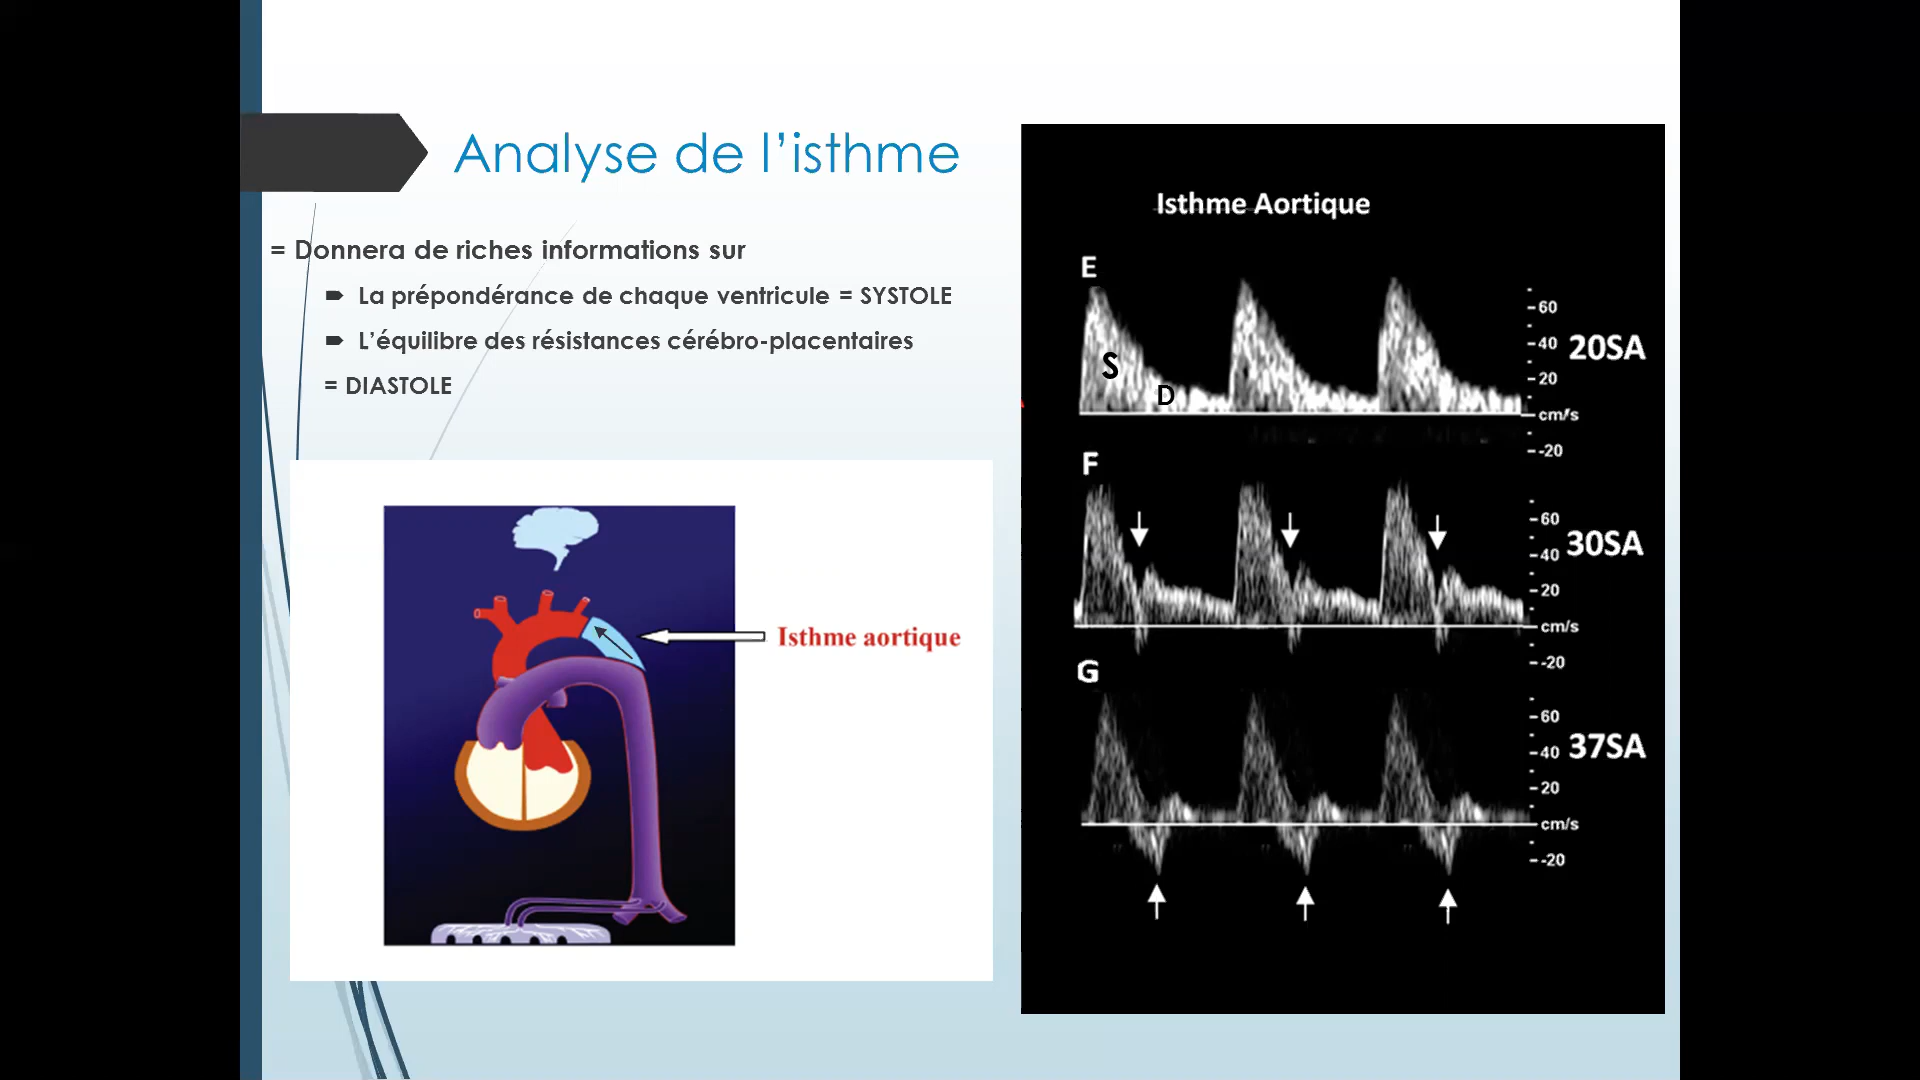 Analyse de l’isthme
= Donnera de riches informations sur
La prépondérance de chaque ventricule = SYSTOLE
L’équilibre des résistances cérébro-placentaires
= DIASTOLE
Isthme aortique
Isthme Aortique
E
S
D
60
40
20
cm/s
-20
20SA
F
60
40
20
cm/s
-20
30SA
G
60
40
20
cm/s
-20
37SA